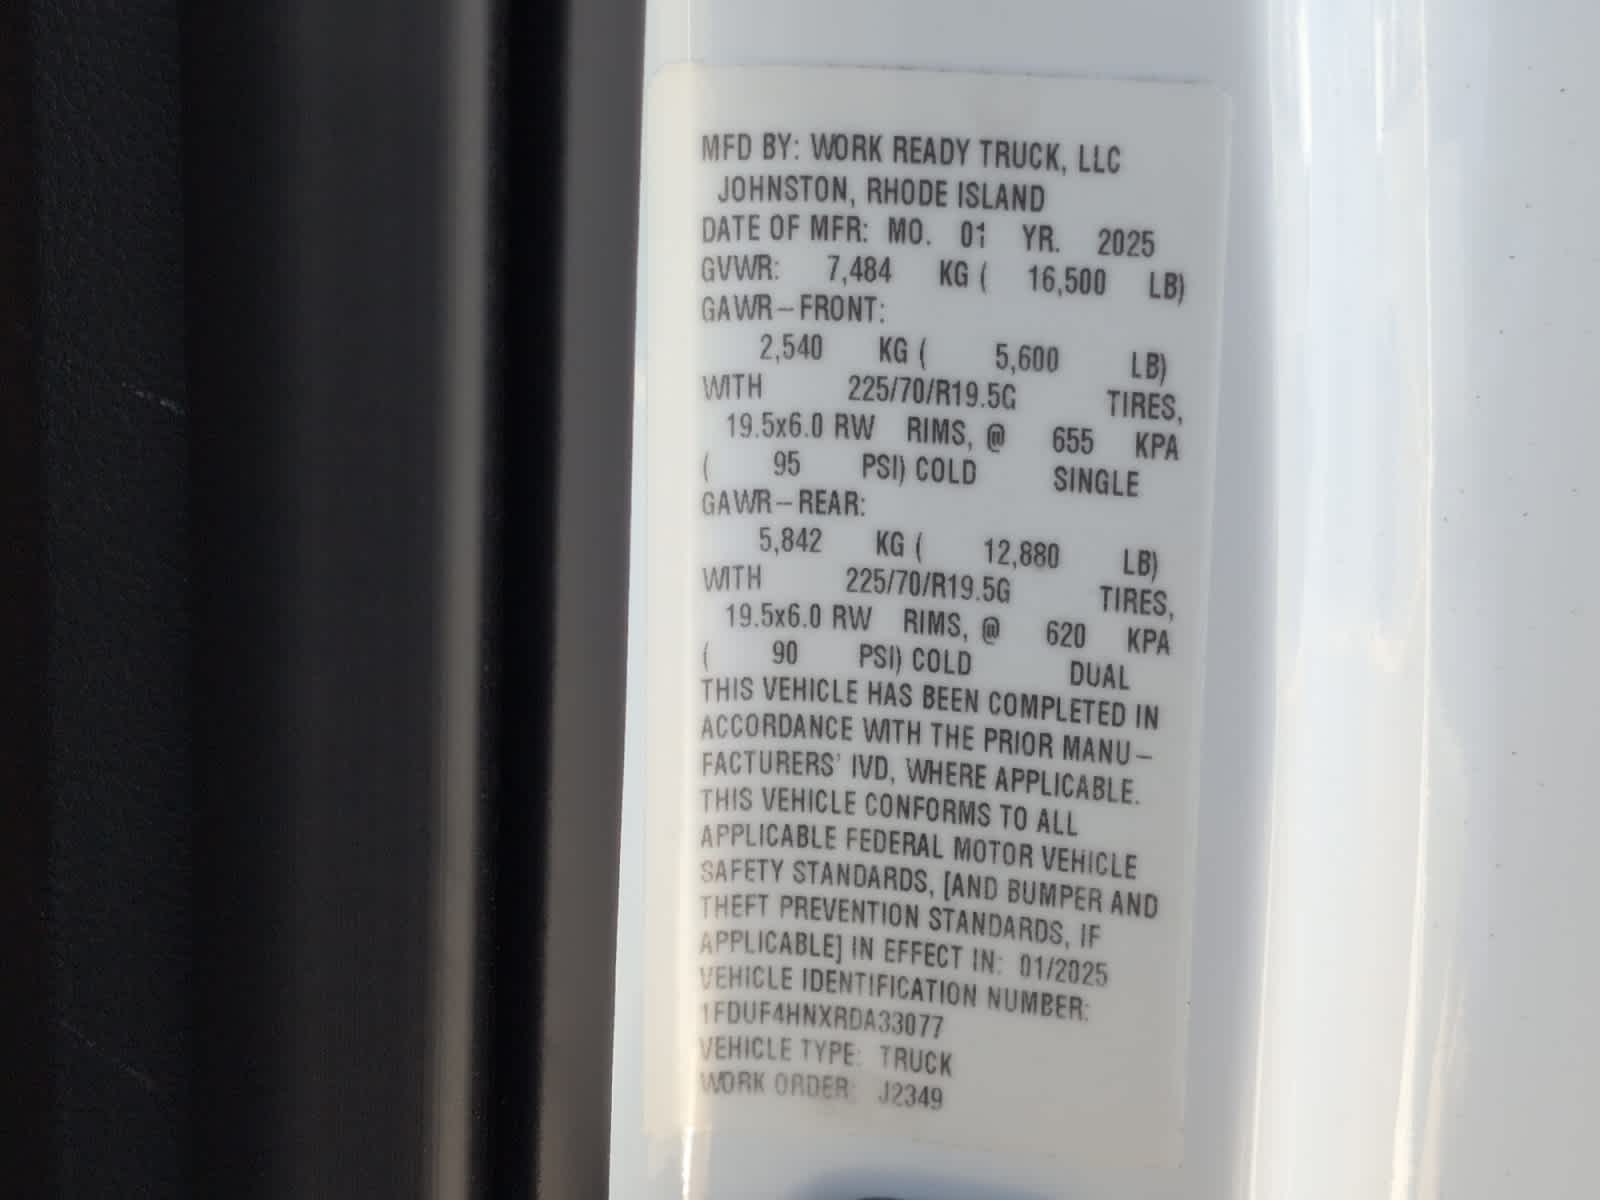 MFD BY: WORK READY TRUCK, LLC
JOHNSTON, RHODE ISLAND
DATE OF MFR: MO. 01 YR. 2025
GVWR: 7,484 KG ( 16,500 LB)
GAWR-FRONT:
2,540 KG ( 5,600 LB)
WITH 225/70/R19.5G TIRES,
19.5x6.0 RW RIMS, @ 655 KPA
( 95 PSI) COLD SINGLE
GAWR-REAR:
5,842 KG ( 12,880 LB)
WITH 225/70/R19.5G TIRES,
19.5x6.0 RW RIMS, @ 620 KPA
( 90 PSI) COLD DUAL
THIS VEHICLE HAS BEEN COMPLETED IN
ACCORDANCE WITH THE PRIOR MANU-
FACTURERS' IVD, WHERE APPLICABLE.
THIS VEHICLE CONFORMS TO ALL
APPLICABLE FEDERAL MOTOR VEHICLE
SAFETY STANDARDS, [AND BUMPER AND
THEFT PREVENTION STANDARDS, IF
APPLICABLE] IN EFFECT IN: 01/2025
VEHICLE IDENTIFICATION NUMBER:
1FDUF4HNXRDA33077
VEHICLE TYPE: TRUCK
WORK ORDER: J2349